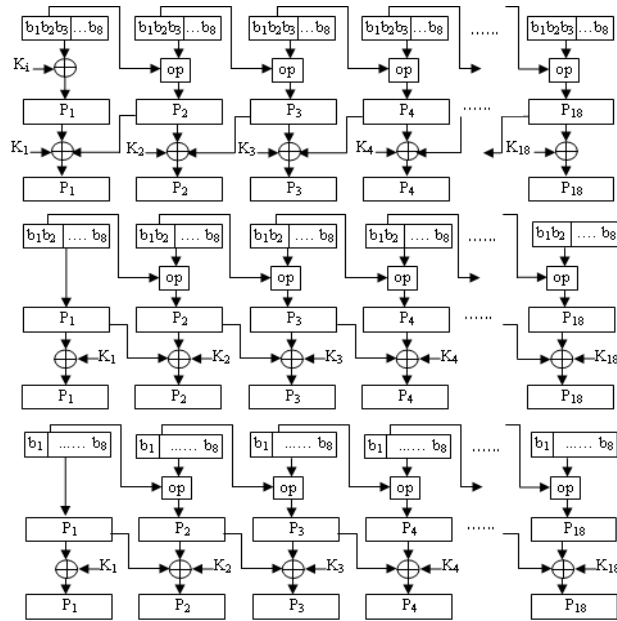 b₁b₂b₃ ...b₈ b₁b₂b₃ ...b₈ b₁b₂b₃ ...b₈ b₁b₂b₃ ...b₈ ...... b₁b₂b₃ ...b₈
Kᵢ op op op op
P₁ P₂ P₃ P₄ ...... P₁₈
K₁ K₂ K₃ K₄ K₁₈
P₁ P₂ P₃ P₄ P₁₈
b₁b₂ .... b₈ b₁b₂ .... b₈ b₁b₂ .... b₈ b₁b₂ .... b₈ ...... b₁b₂ .... b₈
op op op op
P₁ P₂ P₃ P₄ ...... P₁₈
K₁ K₂ K₃ K₄ K₁₈
P₁ P₂ P₃ P₄ P₁₈
b₁ ...... b₈ b₁ ...... b₈ b₁ ...... b₈ b₁ ...... b₈ ...... b₁ ...... b₈
op op op op
P₁ P₂ P₃ P₄ ...... P₁₈
K₁ K₂ K₃ K₄ K₁₈
P₁ P₂ P₃ P₄ P₁₈